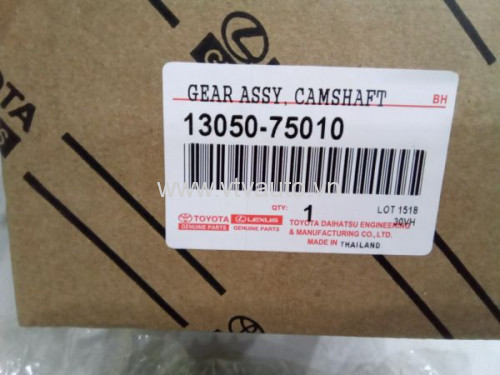 GEAR ASSY, CAMSHAFT
BH
13050-75010
www.vtvauto.vn
QTY: 1
LOT 1518
30VH
TOYOTA
GENUINE PARTS
LEXUS
GENUINE PARTS
TOYOTA DAIHATSU ENGINEERING
& MANUFACTURING CO.,LTD.
MADE IN THAILAND